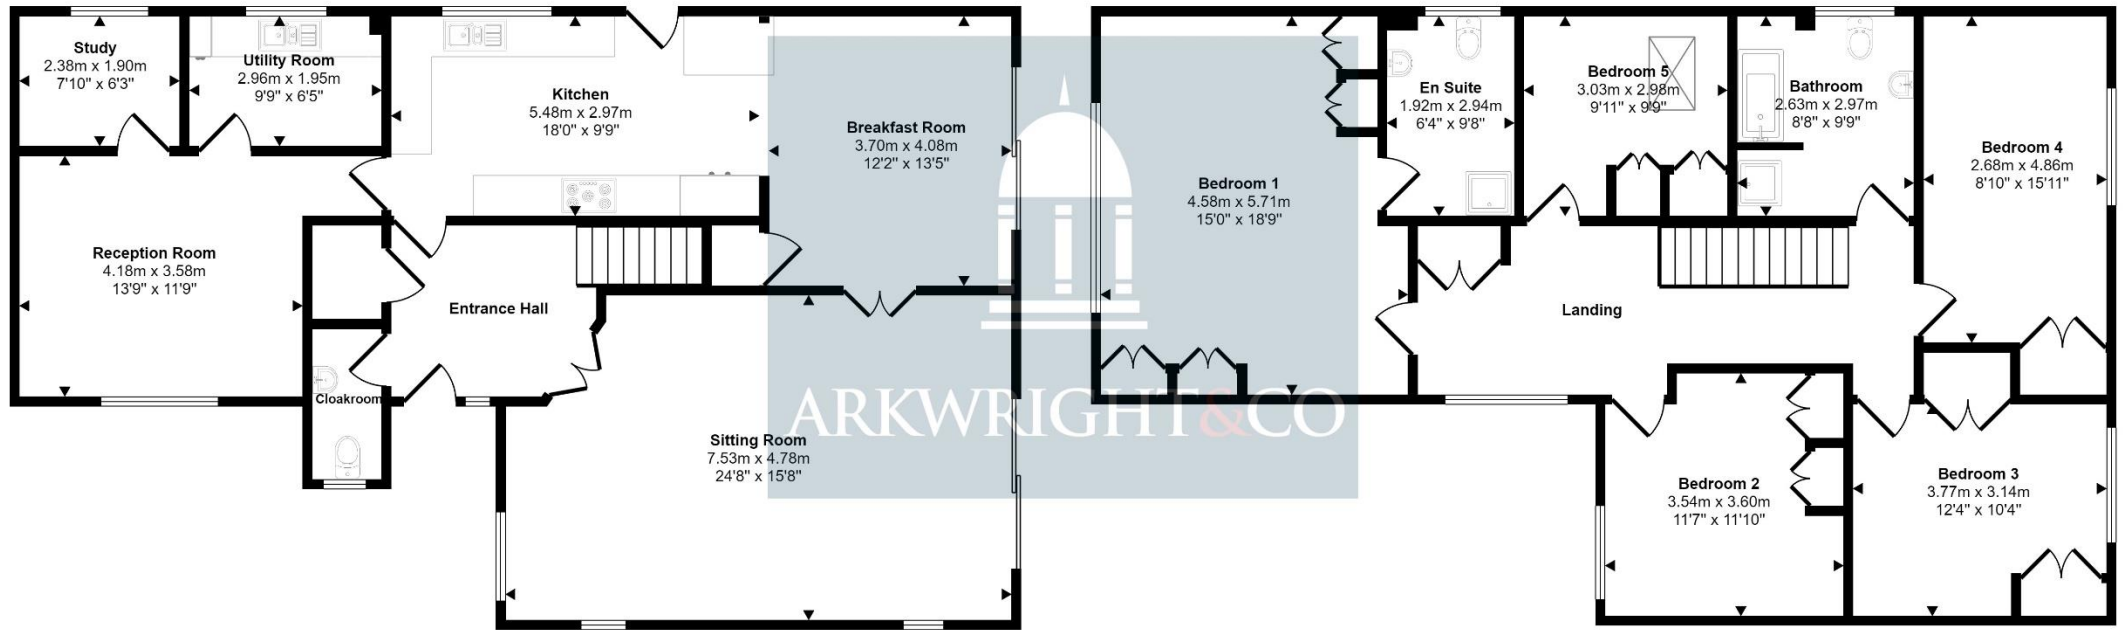 Study
2.38m x 1.90m
7'10" x 6'3"
Utility Room
2.96m x 1.95m
9'9" x 6'5"
Kitchen
5.48m x 2.97m
18'0" x 9'9"
Breakfast Room
3.70m x 4.08m
12'2" x 13'5"
Reception Room
4.18m x 3.58m
13'9" x 11'9"
Entrance Hall
Cloakroom
Sitting Room
7.53m x 4.78m
24'8" x 15'8"
Bedroom 1
4.58m x 5.71m
15'0" x 18'9"
En Suite
1.92m x 2.94m
6'4" x 9'8"
Bedroom 5
3.03m x 2.98m
9'11" x 9'9"
Bathroom
2.63m x 2.97m
8'8" x 9'9"
Bedroom 4
2.68m x 4.86m
8'10" x 15'11"
Landing
Bedroom 2
3.54m x 3.60m
11'7" x 11'10"
Bedroom 3
3.77m x 3.14m
12'4" x 10'4"
ARKWRIGHT&CO